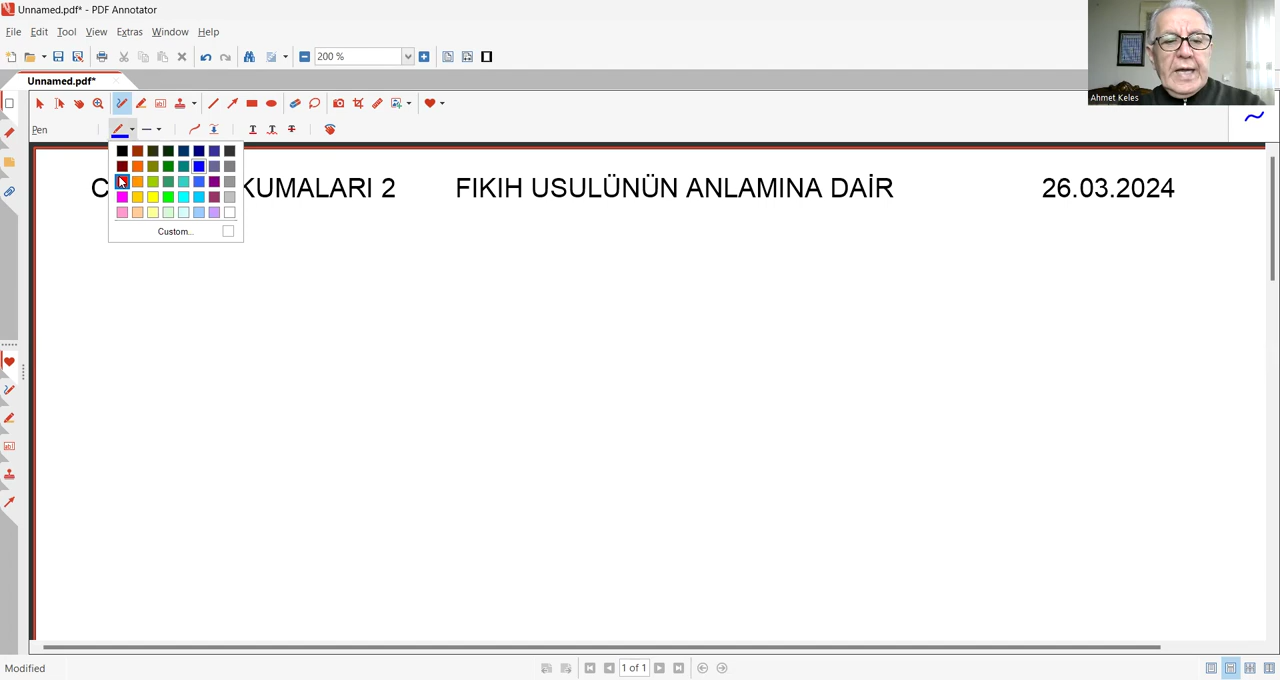 Unnamed.pdf* - PDF Annotator
File Edit Tool View Extras Window Help
200 %
Unnamed.pdf*
Pen
KUMALARI 2 FIKIH USULÜNÜN ANLAMINA DAİR 26.03.2024
Custom...
Ahmet Keles
Modified
1 of 1